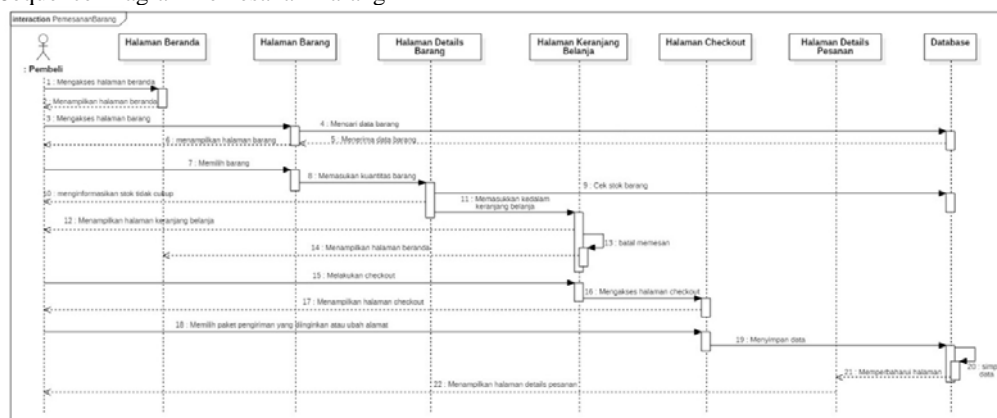 interaction PemesananBarang
: Pembeli
Halaman Beranda
Halaman Barang
Halaman Details
Barang
Halaman Keranjang
Belanja
Halaman Checkout
Halaman Details
Pesanan
Database
1 : Mengakses halaman beranda
2 : Menampilkan halaman beranda
3 : Mengakses halaman barang
4 : Mencari data barang
5 : Menerima data barang
6 : menampilkan halaman barang
7 : Memilih barang
8 : Memasukan kuantitas barang
9 : Cek stok barang
10 : menginformasikan stok tidak cukup
11 : Memasukkan kedalam
keranjang belanja
12 : Menampilkan halaman keranjang belanja
13 : batal memesan
14 : Menampilkan halaman beranda
15 : Melakukan checkout
16 : Mengakses halaman checkout
17 : Menampilkan halaman checkout
18 : Memilih paket pengiriman yang diinginkan atau ubah alamat
19 : Menyimpan data
20 : simp
data
21 : Memperbaharui halaman
22 : Menampilkan halaman details pesanan